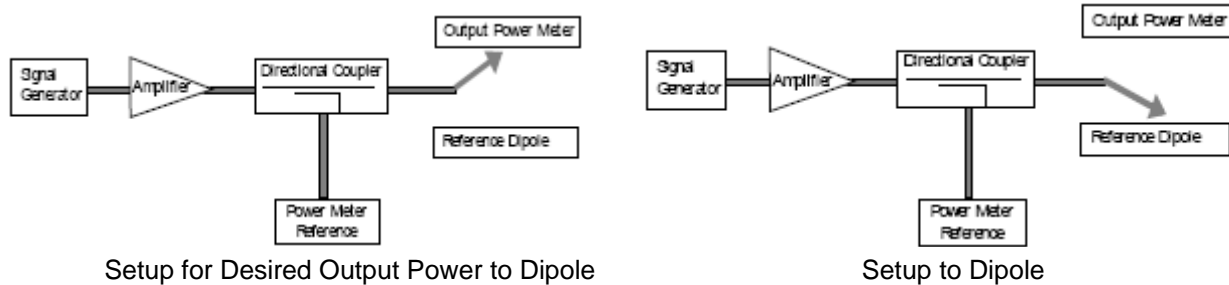 Output Power Meter
Signal
Generator
Amplifier
Directional Coupler
Reference Dipole
Power Meter
Reference
Setup for Desired Output Power to Dipole
Output Power Meter
Signal
Generator
Amplifier
Directional Coupler
Reference Dipole
Power Meter
Reference
Setup to Dipole